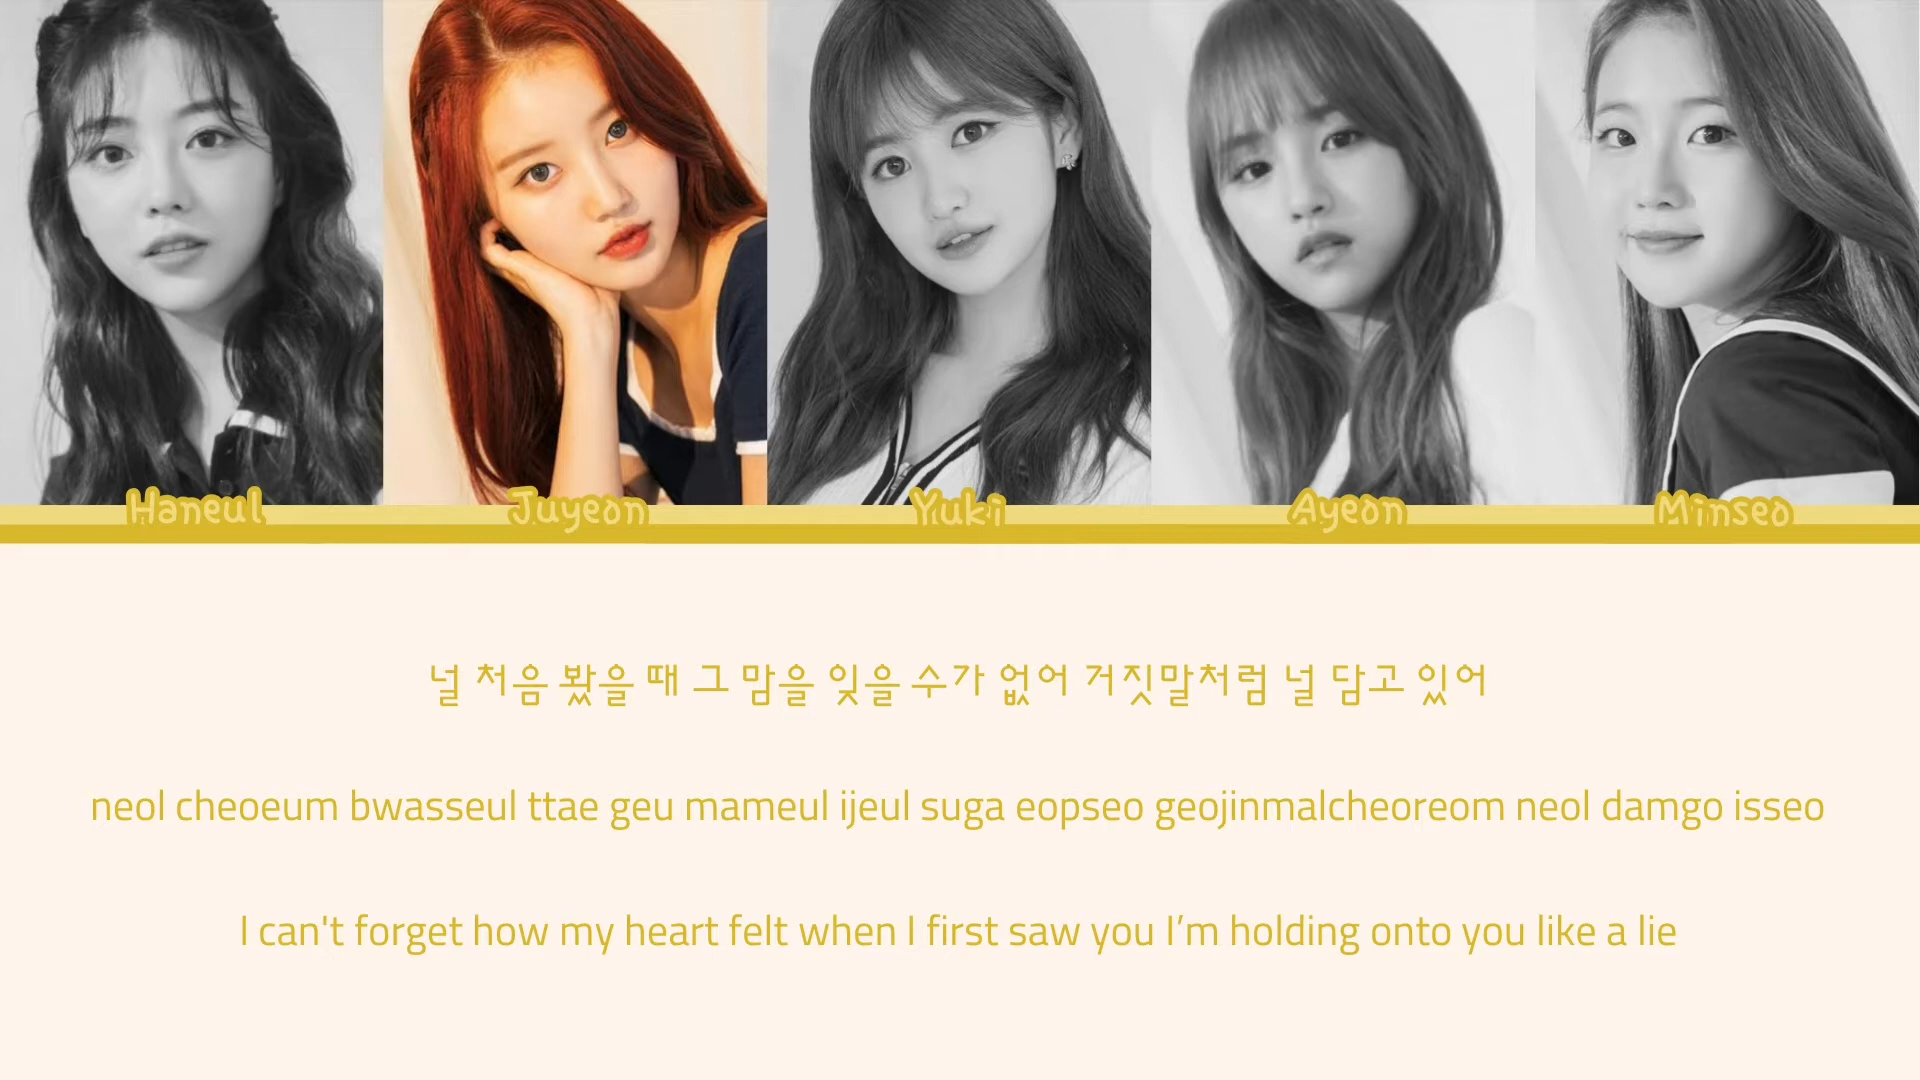 Haneul Juyeon Yuki Ayeon Minseo
널 처음 봤을 때 그 맘을 잊을 수가 없어 거짓말처럼 널 담고 있어
neol cheoeum bwasseul ttae geu mameul ijeul suga eopseo geojinmalcheoreom neol damgo isseo
I can't forget how my heart felt when I first saw you I’m holding onto you like a lie